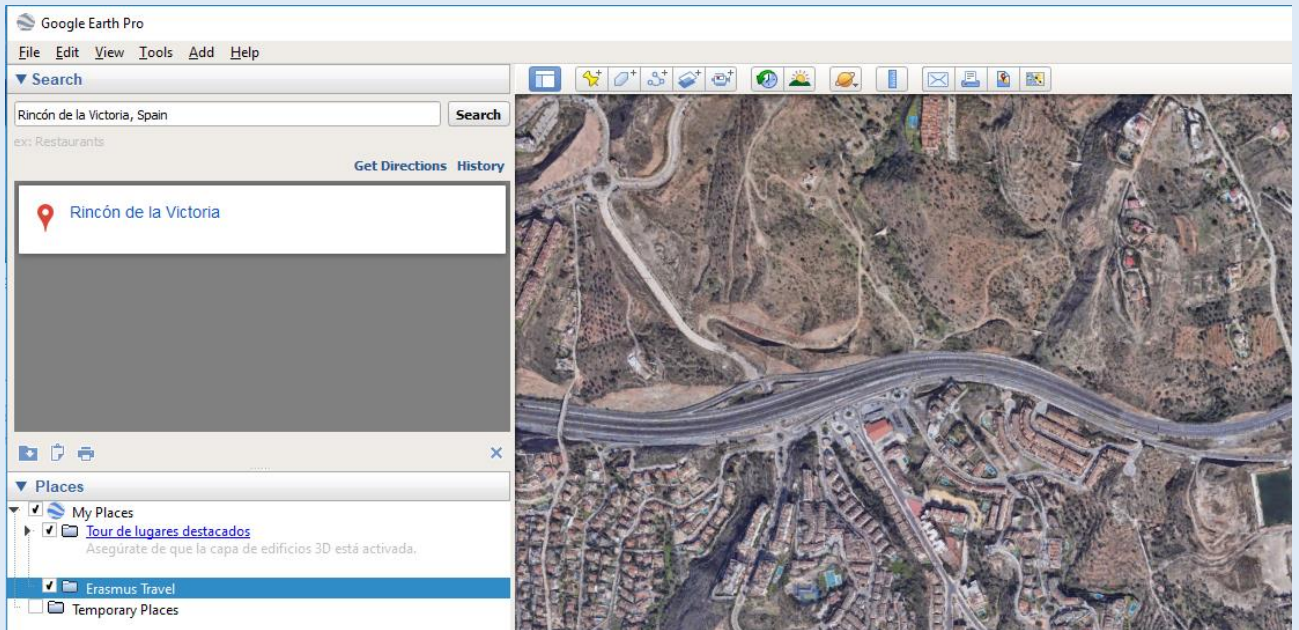 Google Earth Pro
File Edit View Tools Add Help
▼ Search
Rincón de la Victoria, Spain
Search
ex: Restaurants
Get Directions History
Rincón de la Victoria
▼ Places
My Places
Tour de lugares destacados
Asegúrate de que la capa de edificios 3D está activada.
Erasmus Travel
Temporary Places